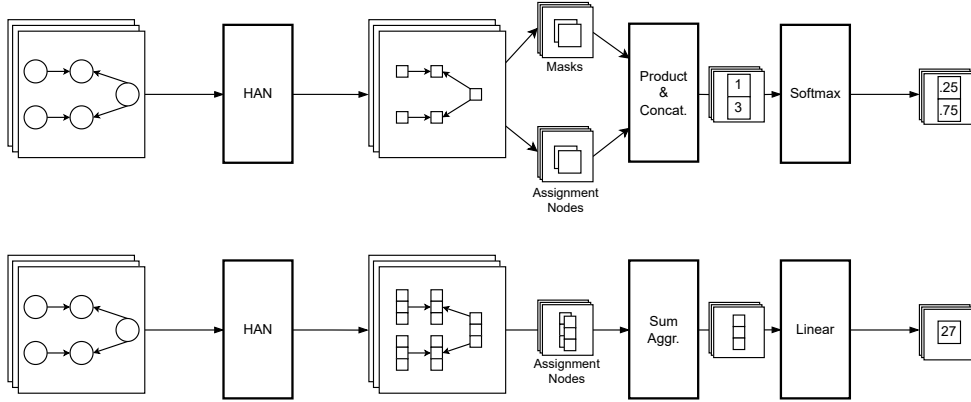 HAN
Masks
Assignment
Nodes
Product
&
Concat.
1
3
Softmax
.25
.75
HAN
Assignment
Nodes
Sum
Aggr.
Linear
27